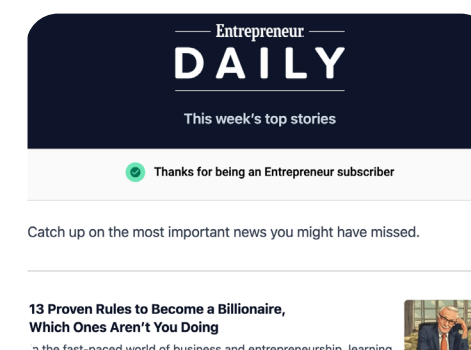 Entrepreneur
DAILY
This week's top stories
Thanks for being an Entrepreneur subscriber
Catch up on the most important news you might have missed.
13 Proven Rules to Become a Billionaire,
Which Ones Aren't You Doing
the fast-paced world of business and entrepreneurship, learning